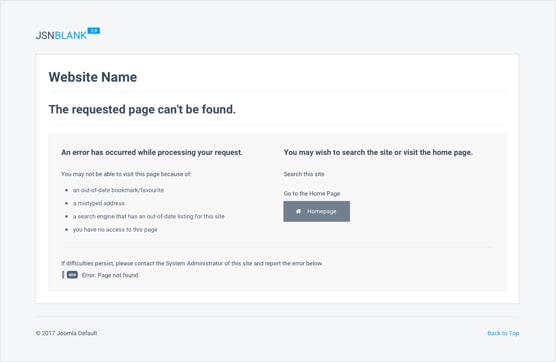 JSNBLANK
Website Name
The requested page can't be found.
An error has occurred while processing your request.
You may not be able to visit this page because of:
an out-of-date bookmark/favourite
a mistyped address
a search engine that has an out-of-date listing for this site
you have no access to this page
You may wish to search the site or visit the home page.
Search this site
Go to the Home Page
Homepage
If difficulties persist, please contact the System Administrator of this site and report the error below.
404 Error. Page not found.
© 2017 Joomla Default
Back to Top